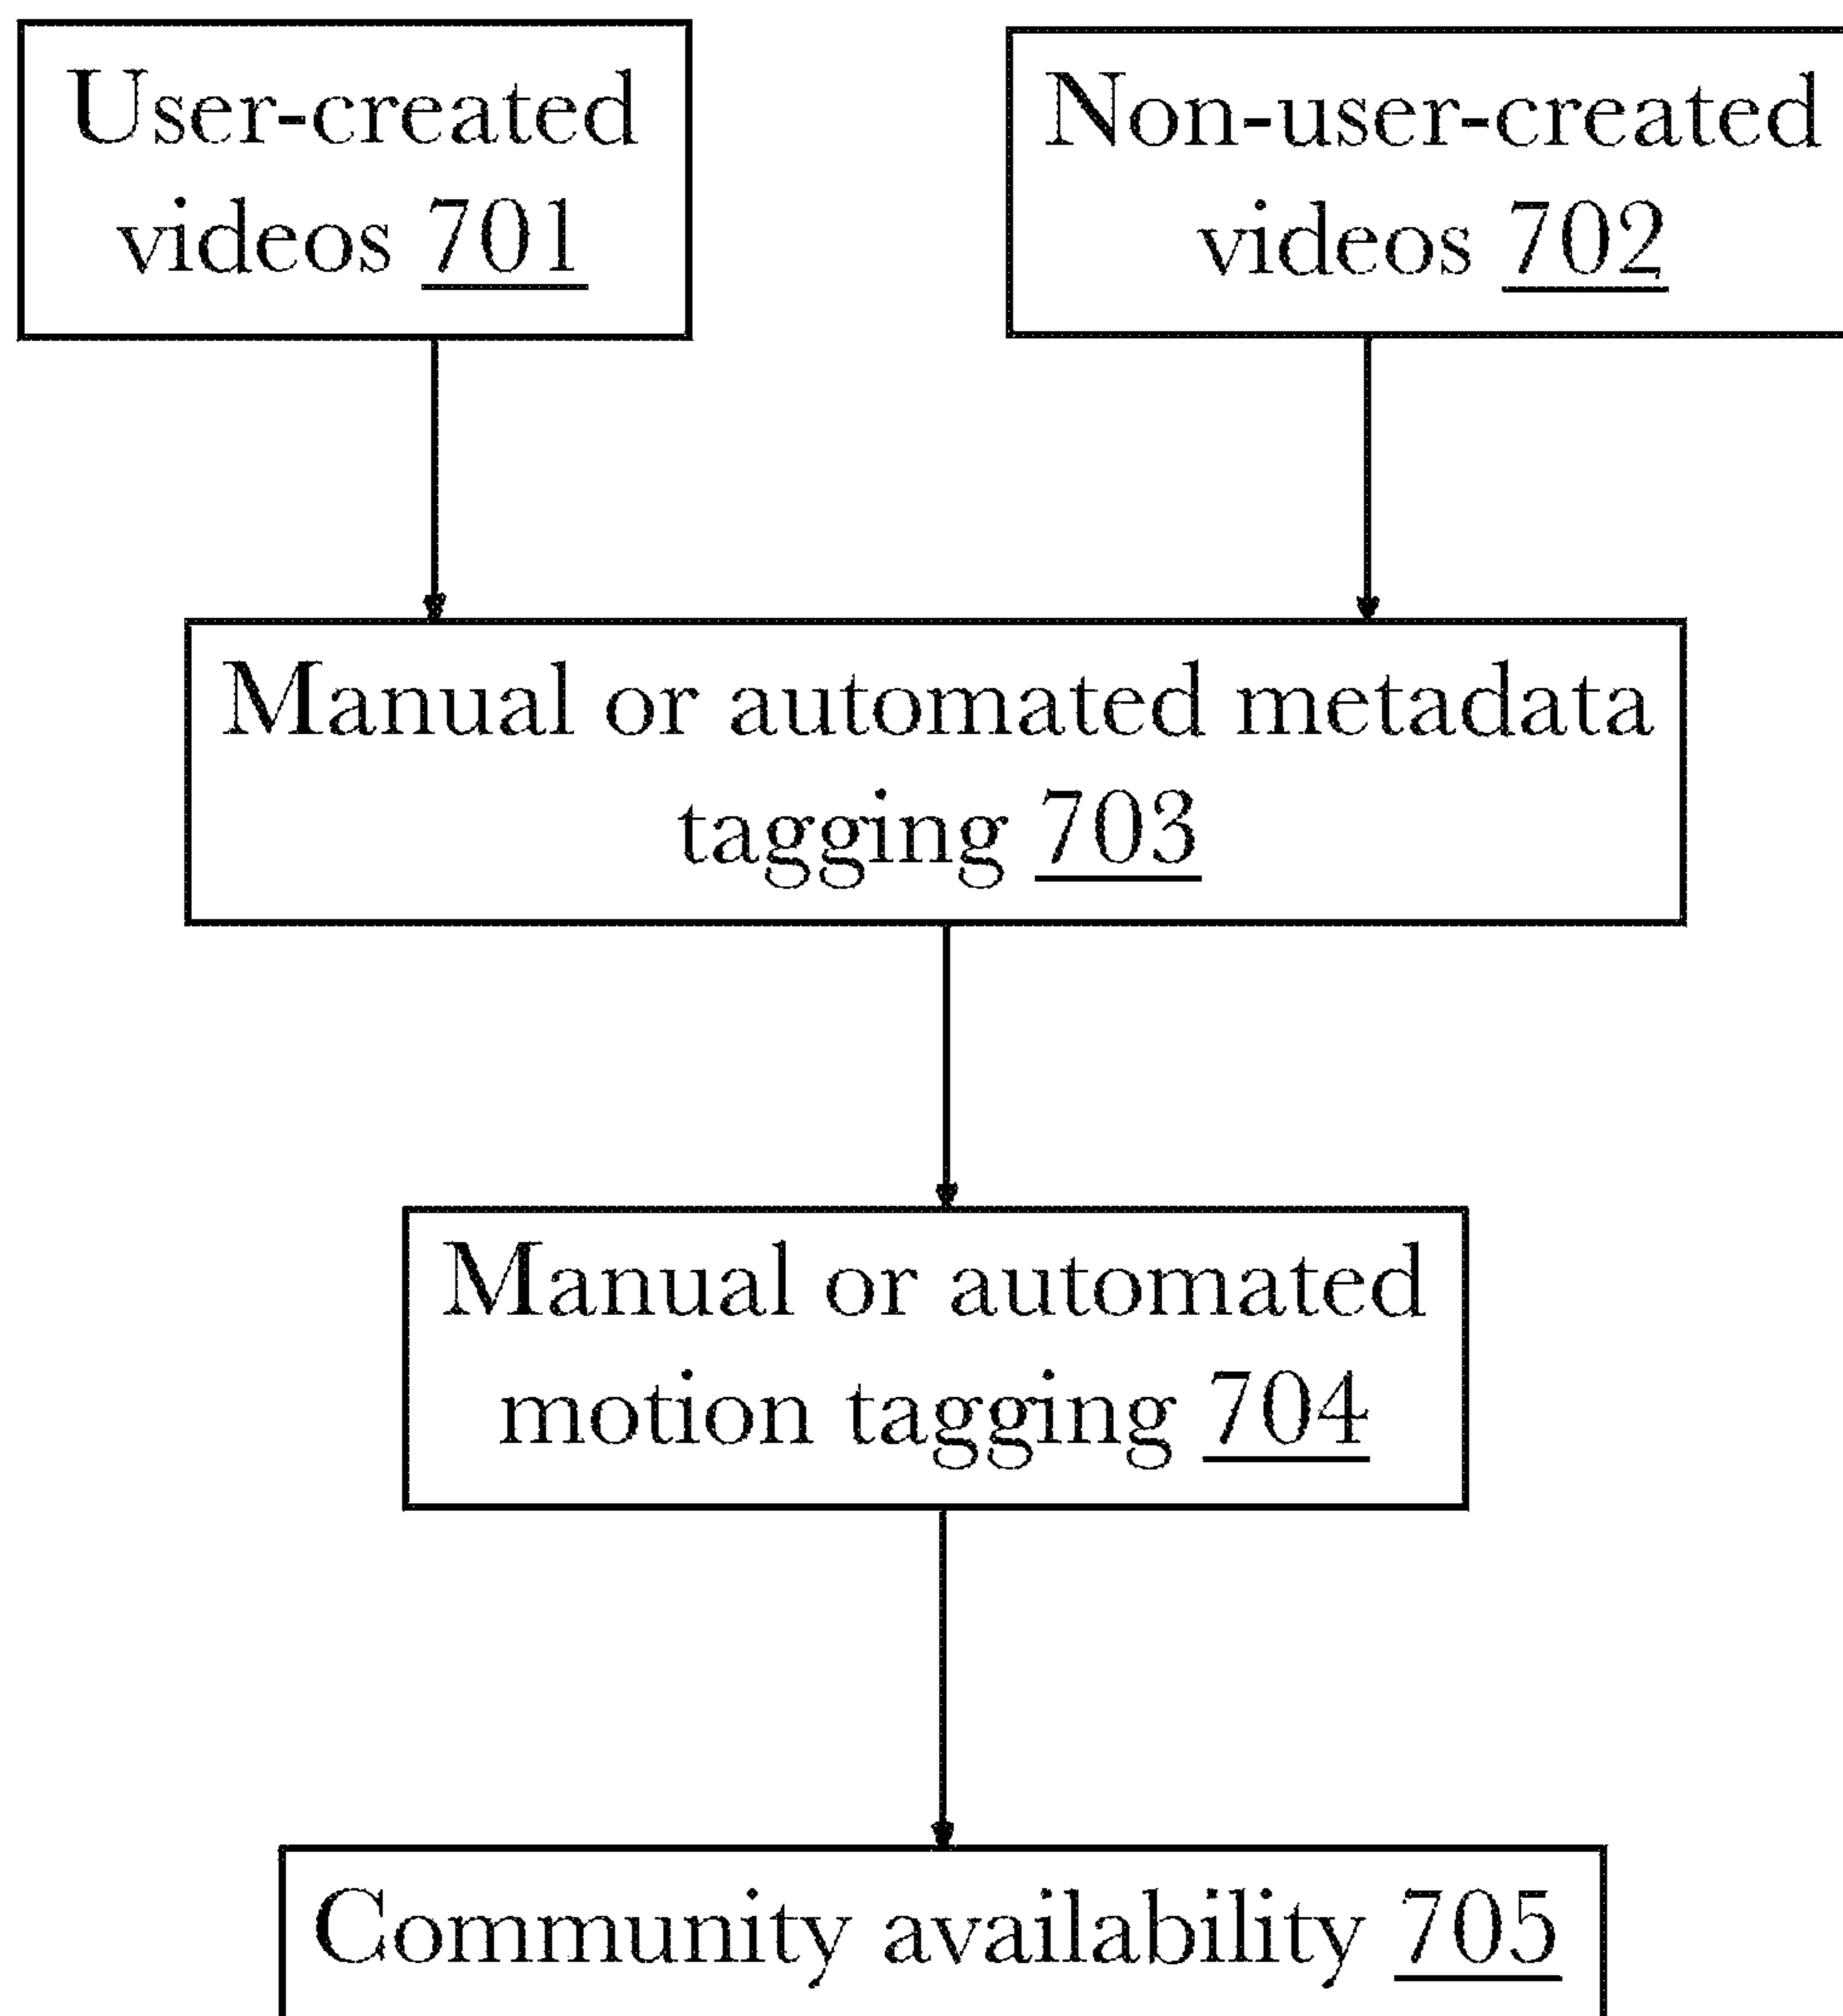 User-created
videos 701
Non-user-created
videos 702
Manual or automated metadata
tagging 703
Manual or automated
motion tagging 704
Community availability 705